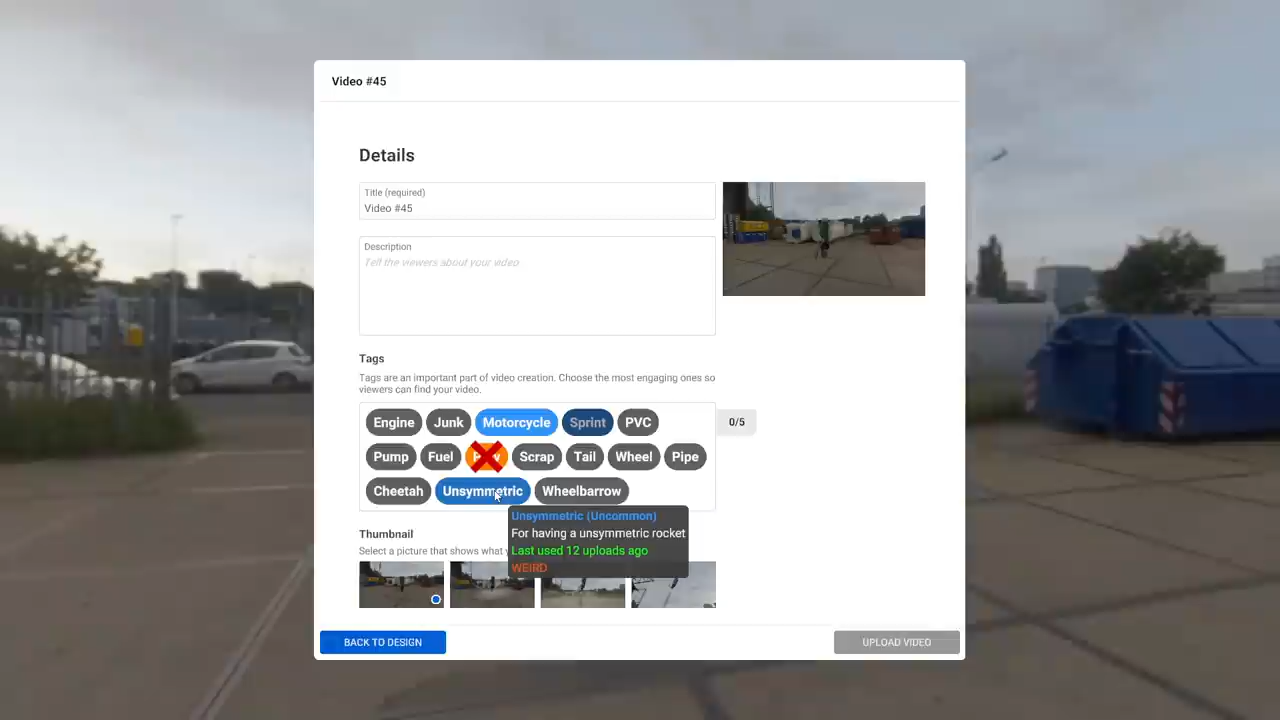 Video #45
Details
Title (required)
Video #45
Description
Tell the viewers about your video
Tags
Tags are an important part of video creation. Choose the most engaging ones so
viewers can find your video.
Engine Junk Motorcycle Sprint PVC
0/5
Pump Fuel Scrap Tail Wheel Pipe
Cheetah Unsymmetric Wheelbarrow
Unsymmetric (Uncommon)
For having a unsymmetric rocket
Last used 12 uploads ago
WEIRD
Thumbnail
Select a picture that shows what
BACK TO DESIGN
UPLOAD VIDEO